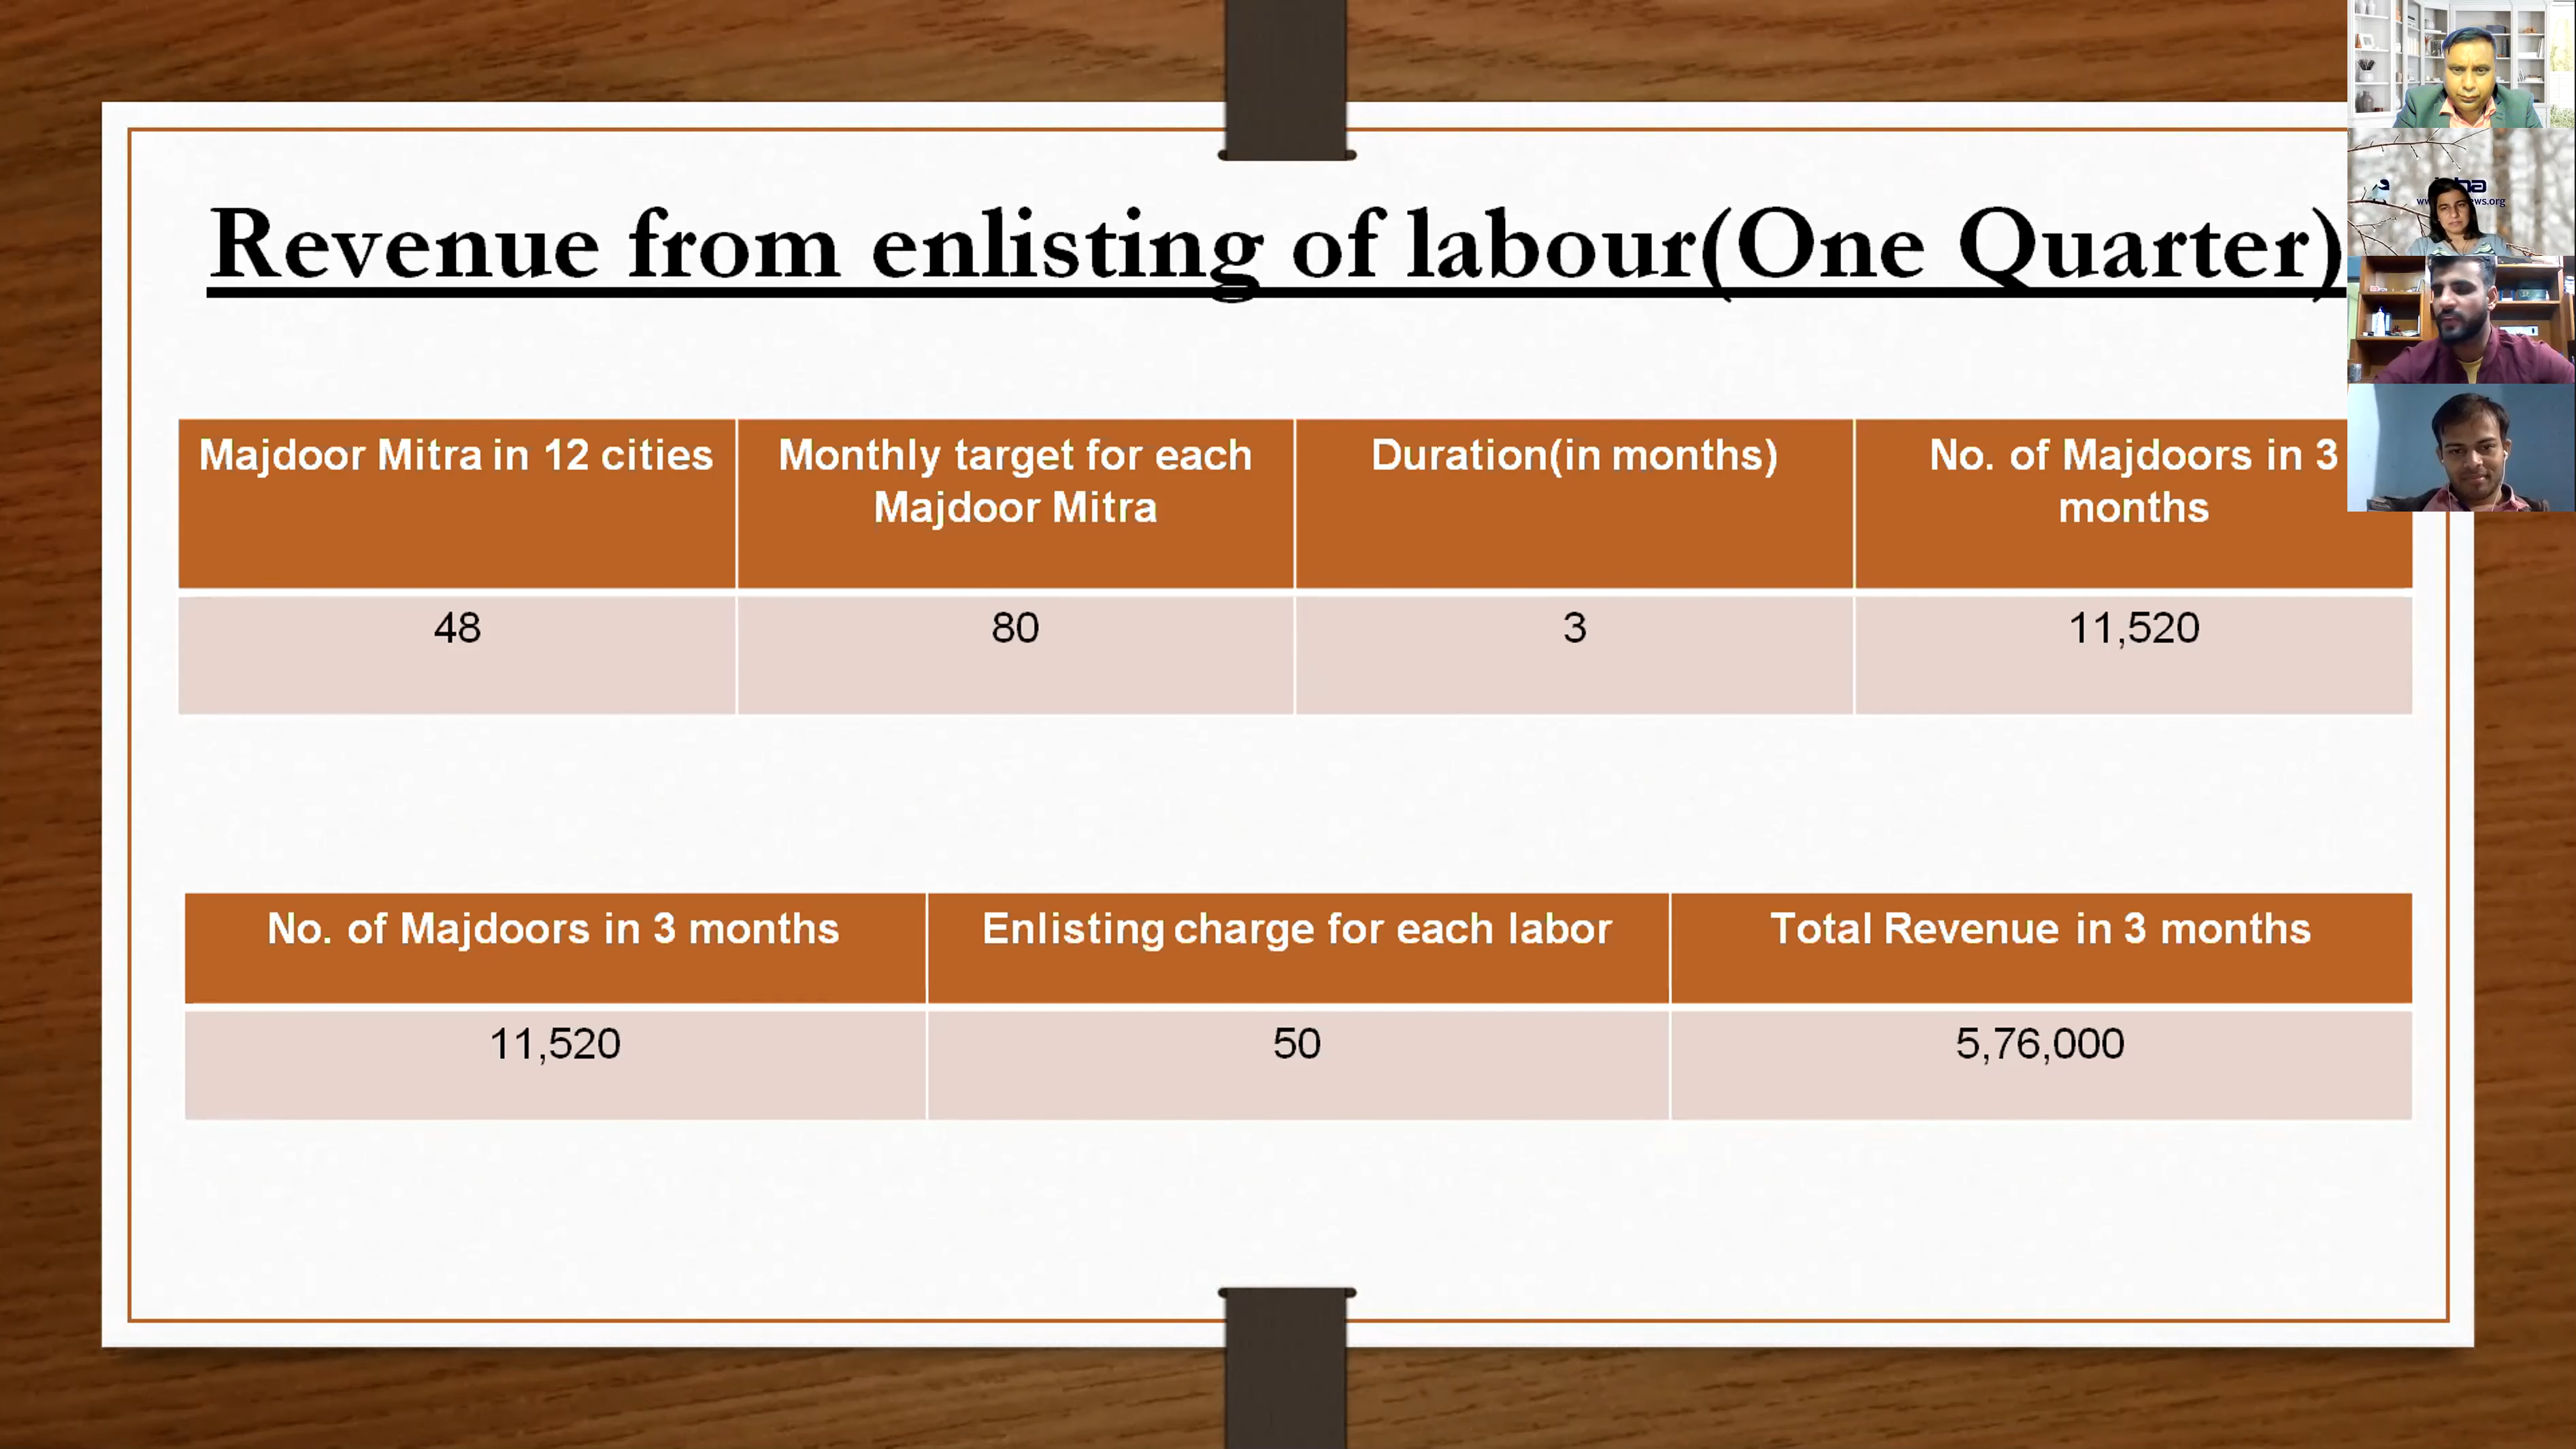 Revenue from enlisting of labour(One Quarter)
Majdoor Mitra in 12 cities
Monthly target for each
Majdoor Mitra
Duration(in months)
No. of Majdoors in 3
months
48
80
3
11,520
No. of Majdoors in 3 months
Enlisting charge for each labor
Total Revenue in 3 months
11,520
50
5,76,000